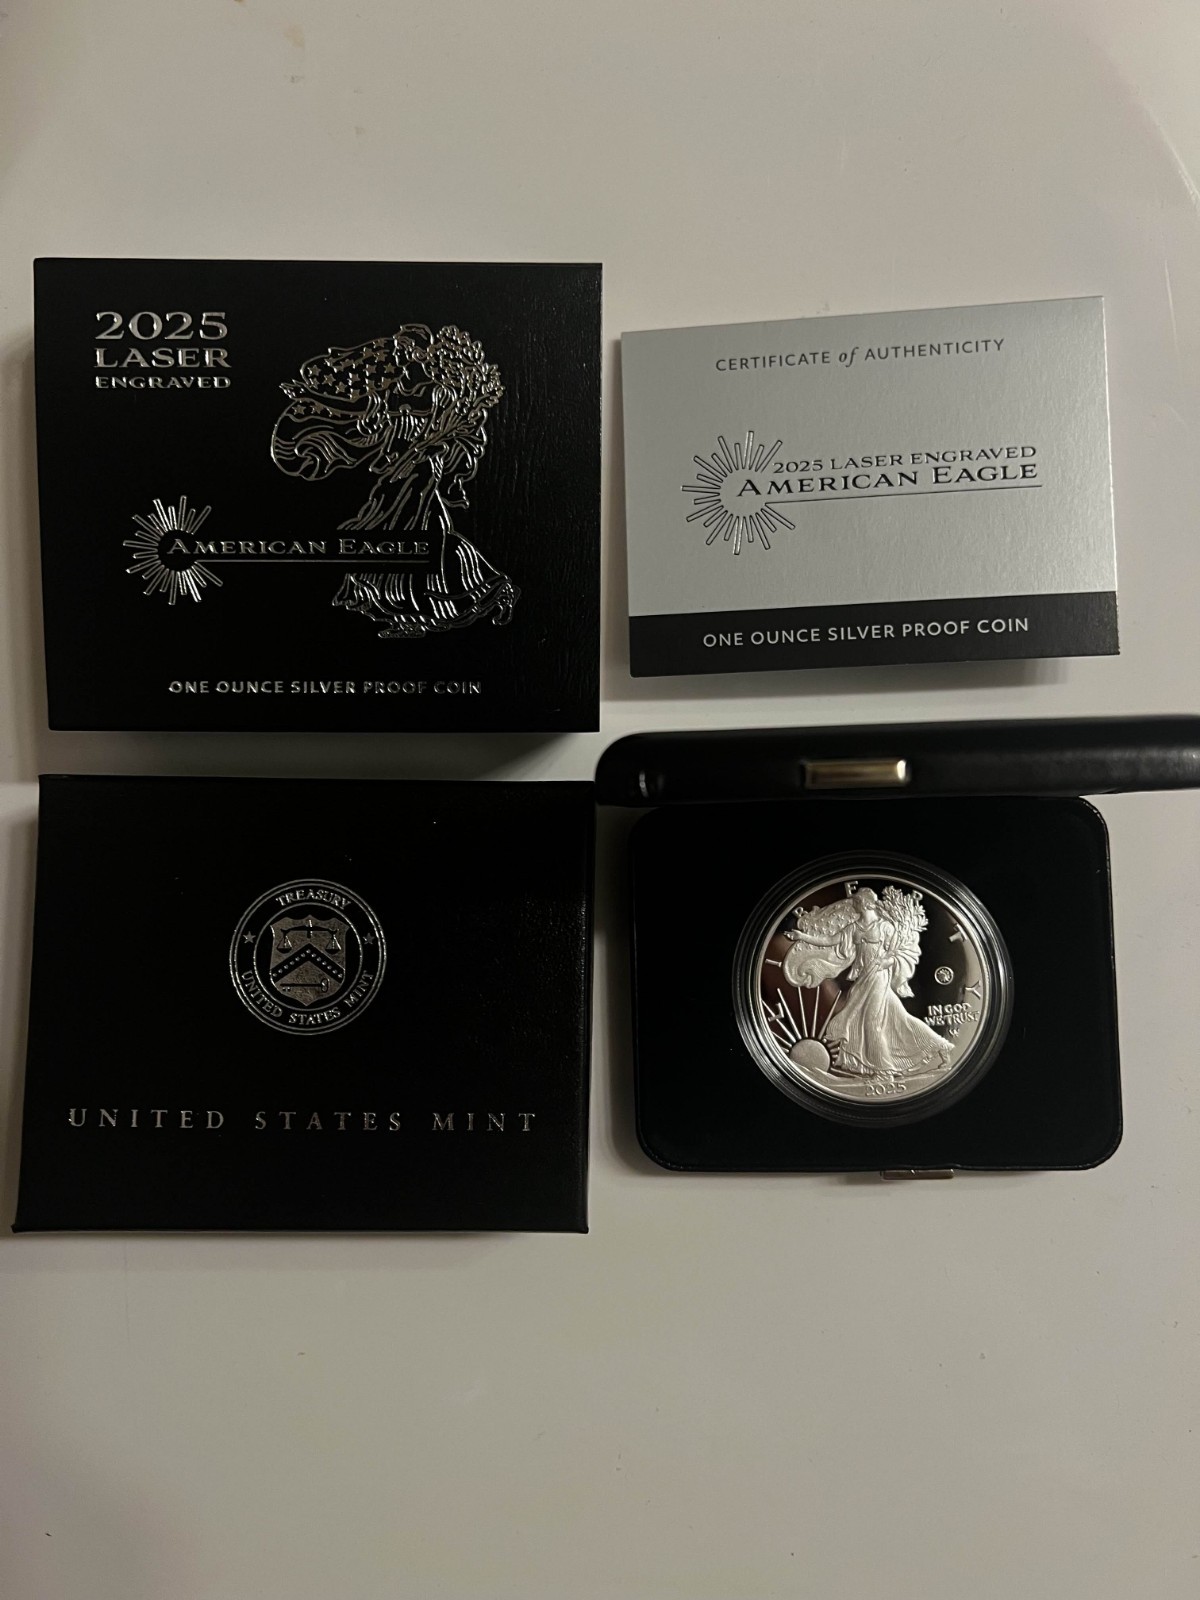 2025
LASER
ENGRAVED
AMERICAN EAGLE
ONE OUNCE SILVER PROOF COIN
CERTIFICATE of AUTHENTICITY
2025 LASER ENGRAVED
AMERICAN EAGLE
ONE OUNCE SILVER PROOF COIN
TREASURY
UNITED STATES MINT
UNITED STATES MINT
LIBERTY
IN GOD
WE TRUST
2025